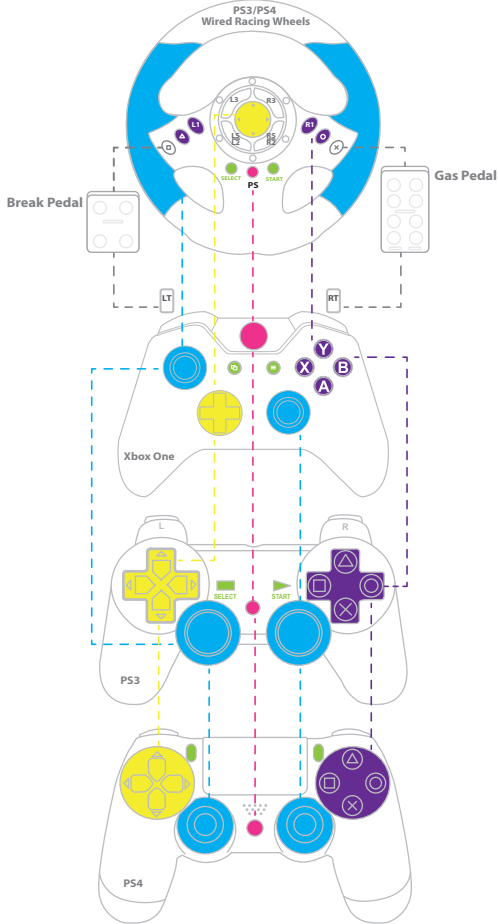 PS3/PS4
Wired Racing Wheels
L3
R3
L1
R1
L5
R5
L2
R2
X
SELECT
START
PS
Break Pedal
Gas Pedal
LT
RT
Y
X
B
A
Xbox One
L
R
SELECT
START
PS3
PS4